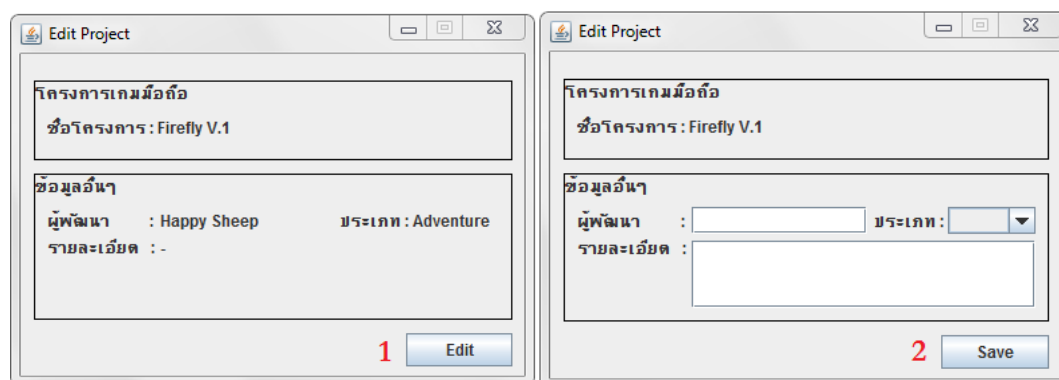 Edit Project
โครงการเกมมือถือ
ชื่อโครงการ : Firefly V.1
ข้อมูลอื่นๆ
ผู้พัฒนา : Happy Sheep ประเภท : Adventure
รายละเอียด : -
1 Edit
Edit Project
โครงการเกมมือถือ
ชื่อโครงการ : Firefly V.1
ข้อมูลอื่นๆ
ผู้พัฒนา : ประเภท :
รายละเอียด :
2 Save